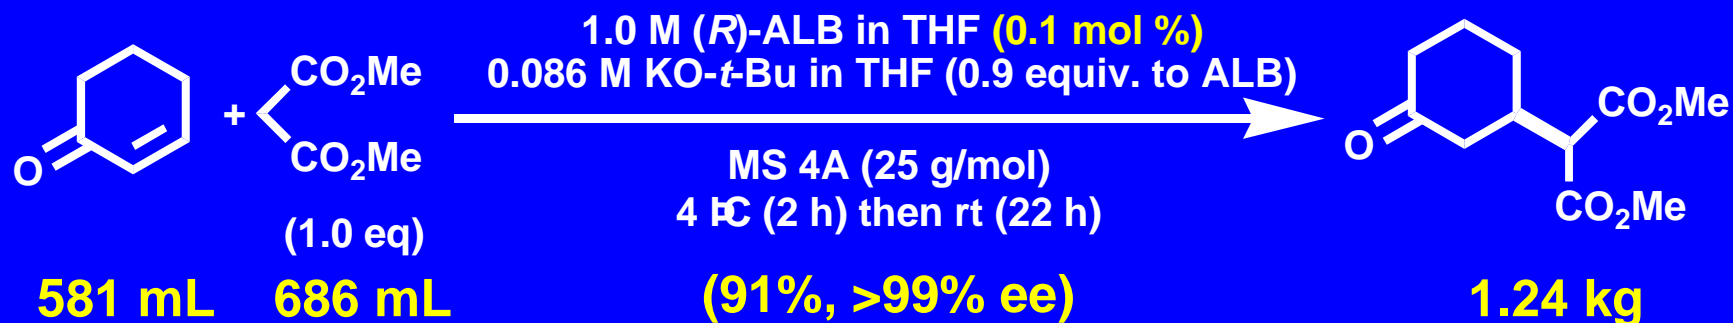 1.0 M (R)-ALB in THF (0.1 mol %)
0.086 M KO-t-Bu in THF (0.9 equiv. to ALB)
O
+
CO2Me
CO2Me
(1.0 eq)
MS 4A (25 g/mol)
4 C (2 h) then rt (22 h)
O
CO2Me
CO2Me
581 mL 686 mL (91%, >99% ee) 1.24 kg